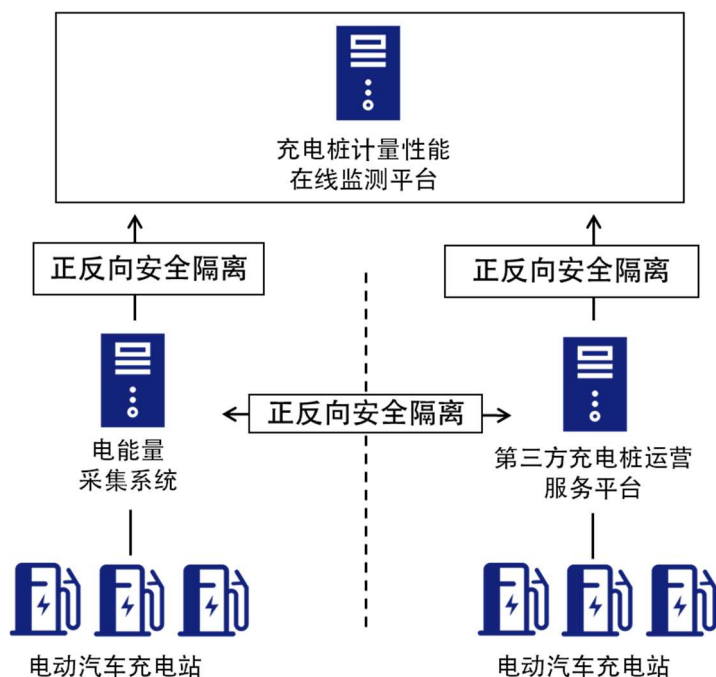 充电桩计量性能
在线监测平台
正反向安全隔离
正反向安全隔离
正反向安全隔离
电能量
采集系统
第三方充电桩运营
服务平台
电动汽车充电站
电动汽车充电站